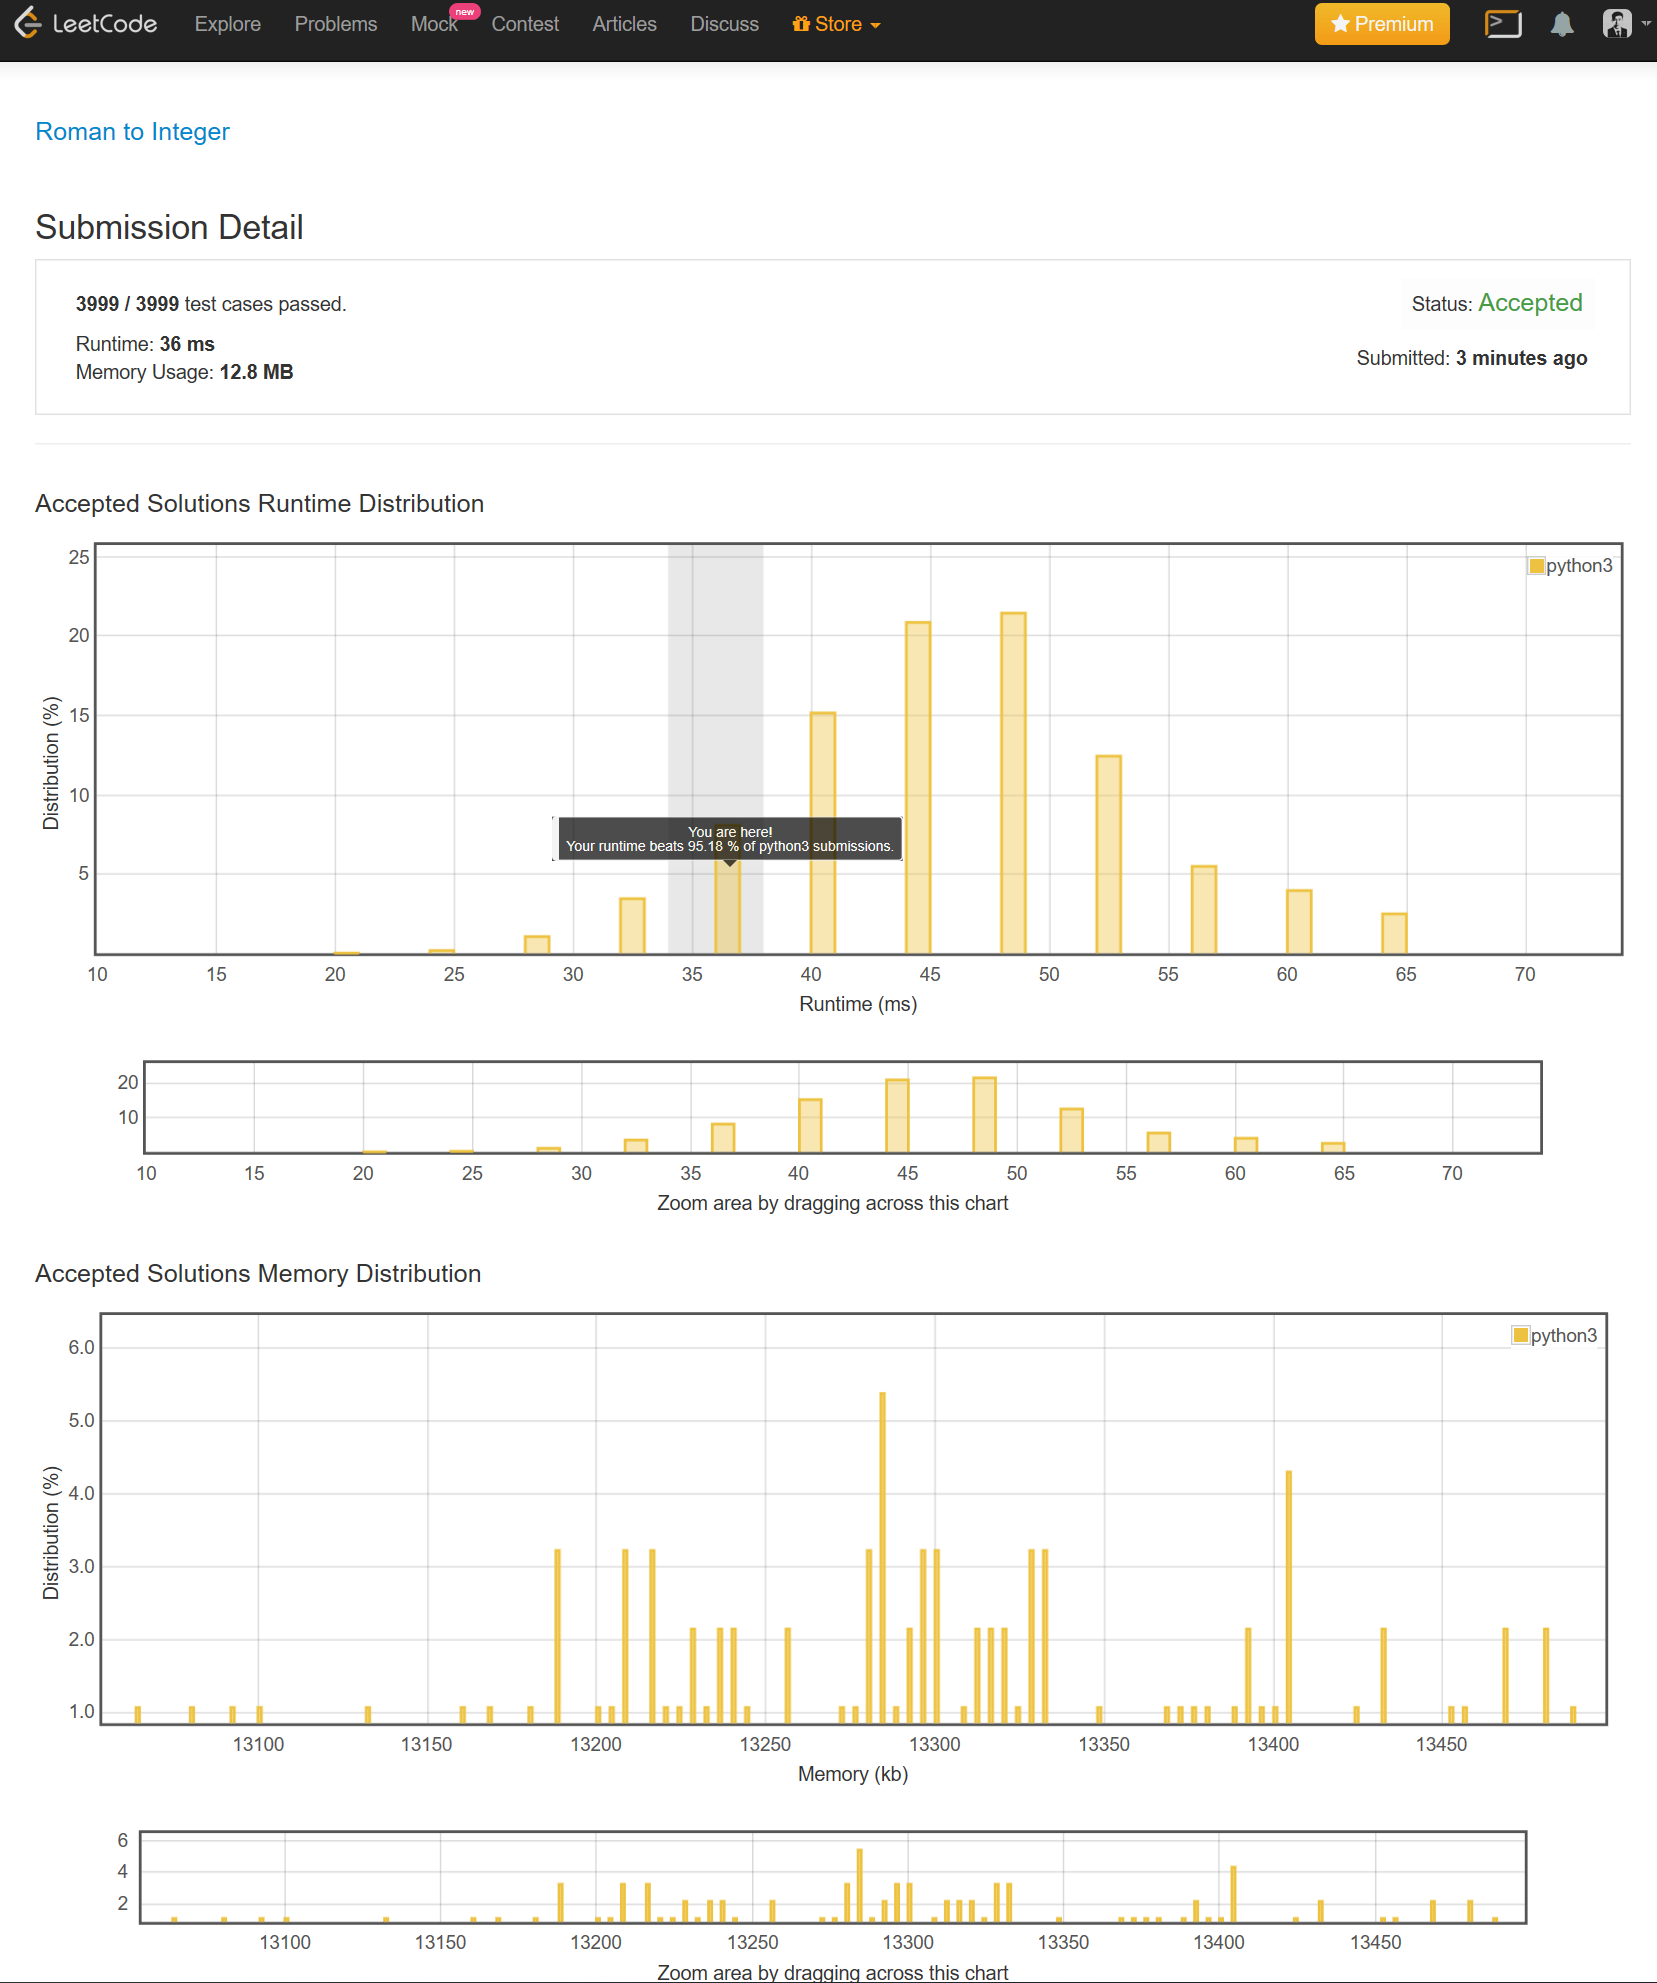 LeetCode Explore Problems Mock new Contest Articles Discuss Store Premium
Roman to Integer
Submission Detail
3999 / 3999 test cases passed.
Status: Accepted
Runtime: 36 ms
Submitted: 3 minutes ago
Memory Usage: 12.8 MB
Accepted Solutions Runtime Distribution
python3
Distribution (%)
25
20
15
10
5
You are here!
Your runtime beats 95.18 % of python3 submissions.
10 15 20 25 30 35 40 45 50 55 60 65 70
Runtime (ms)
20
10
10 15 20 25 30 35 40 45 50 55 60 65 70
Zoom area by dragging across this chart
Accepted Solutions Memory Distribution
python3
Distribution (%)
6.0
5.0
4.0
3.0
2.0
1.0
13100 13150 13200 13250 13300 13350 13400 13450
Memory (kb)
6
4
2
13100 13150 13200 13250 13300 13350 13400 13450
Zoom area by dragging across this chart